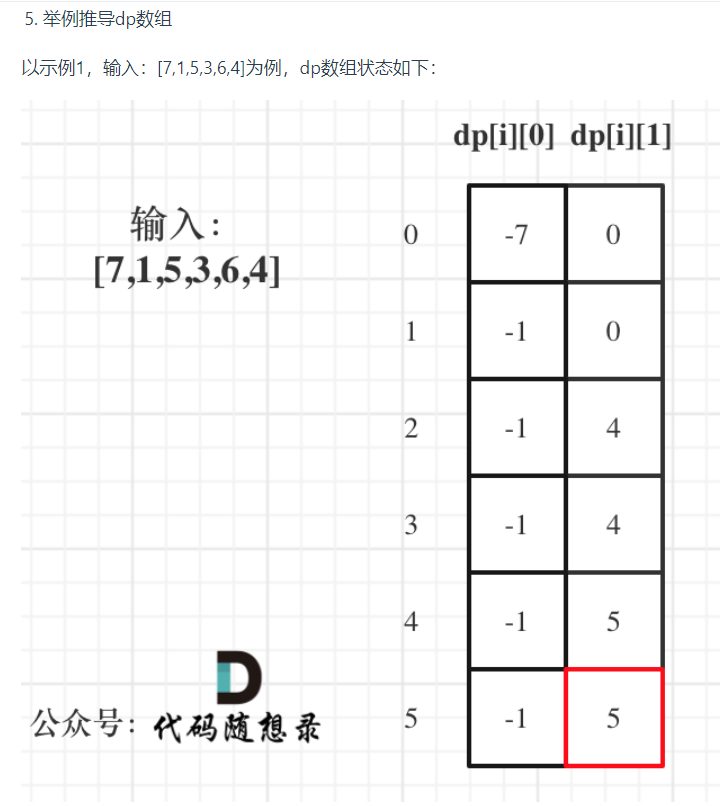 5. 举例推导dp数组
以示例1，输入：[7,1,5,3,6,4]为例，dp数组状态如下：
dp[i][0] dp[i][1]
输入：
[7,1,5,3,6,4]
0 -7 0
1 -1 0
2 -1 4
3 -1 4
4 -1 5
5 -1 5
公众号：代码随想录